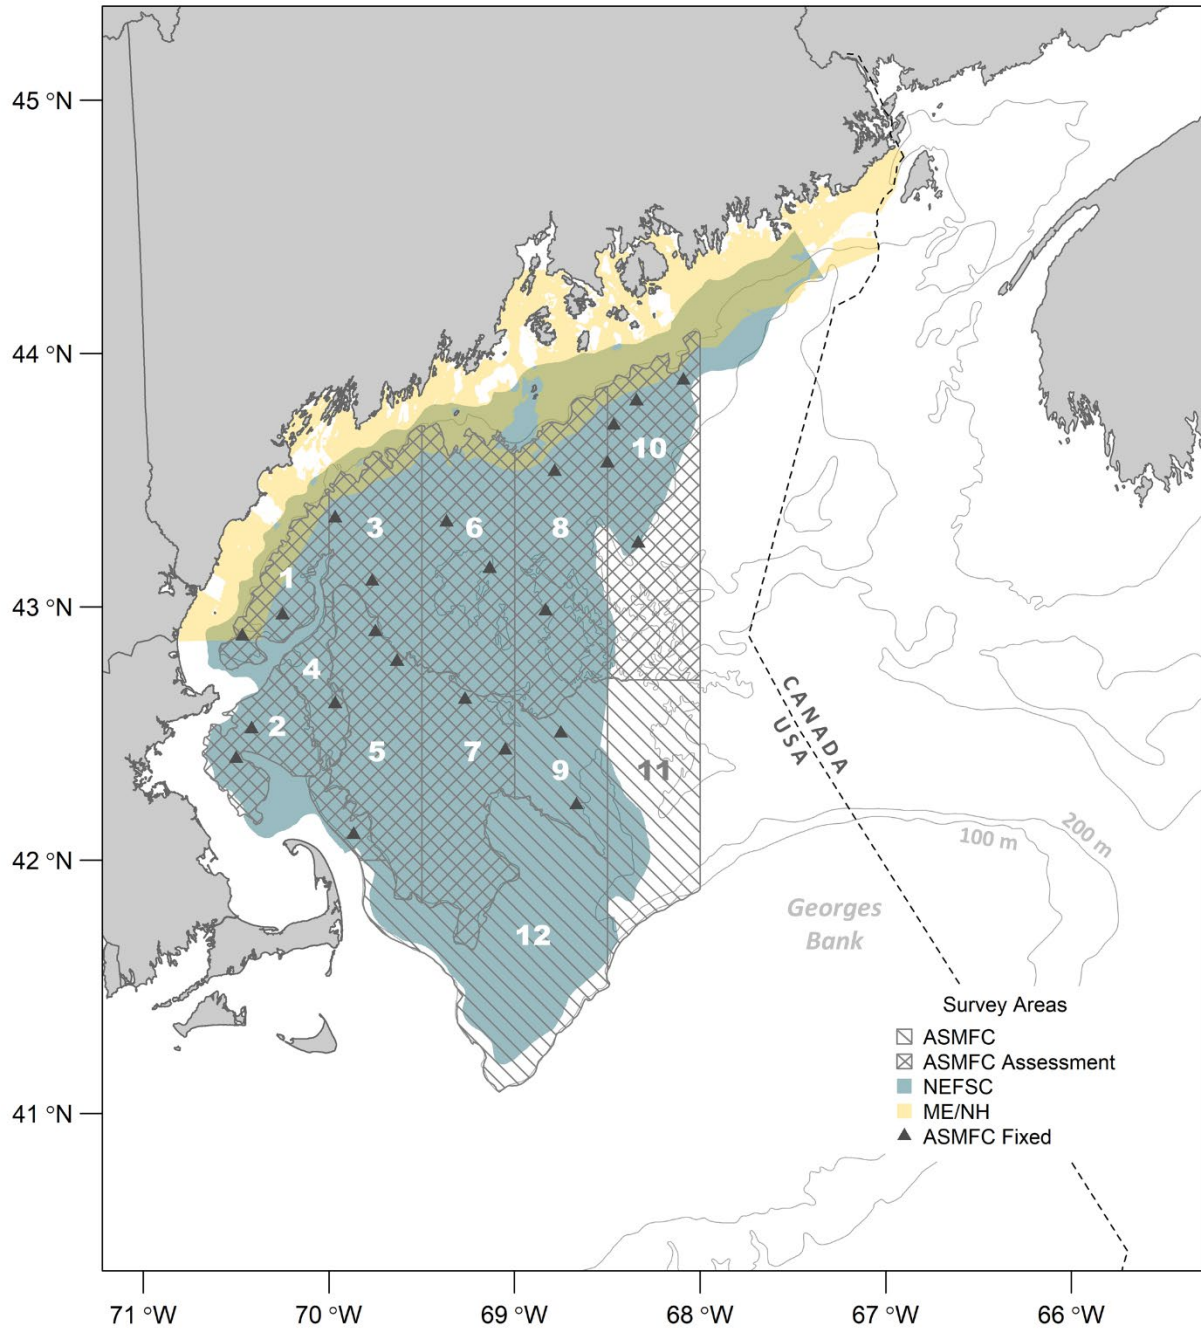 45 °N
44 °N
43 °N
42 °N
41 °N
10
3
6
8
1
4
2
5
7
9
11
12
CANADA
USA
100 m
200 m
Georges
Bank
Survey Areas
ASMFC
ASMFC Assessment
NEFSC
ME/NH
ASMFC Fixed
71 °W
70 °W
69 °W
68 °W
67 °W
66 °W